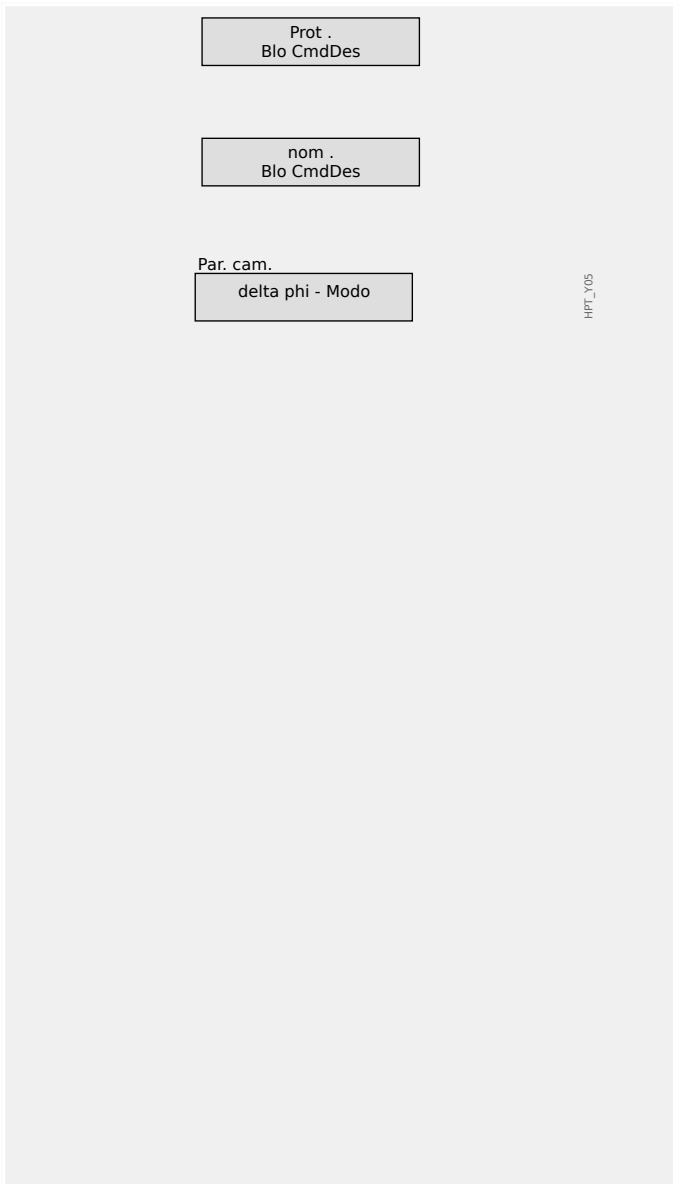 Prot .
Blo CmdDes
nom .
Blo CmdDes
Par. cam.
delta phi - Modo
HPT_Y05